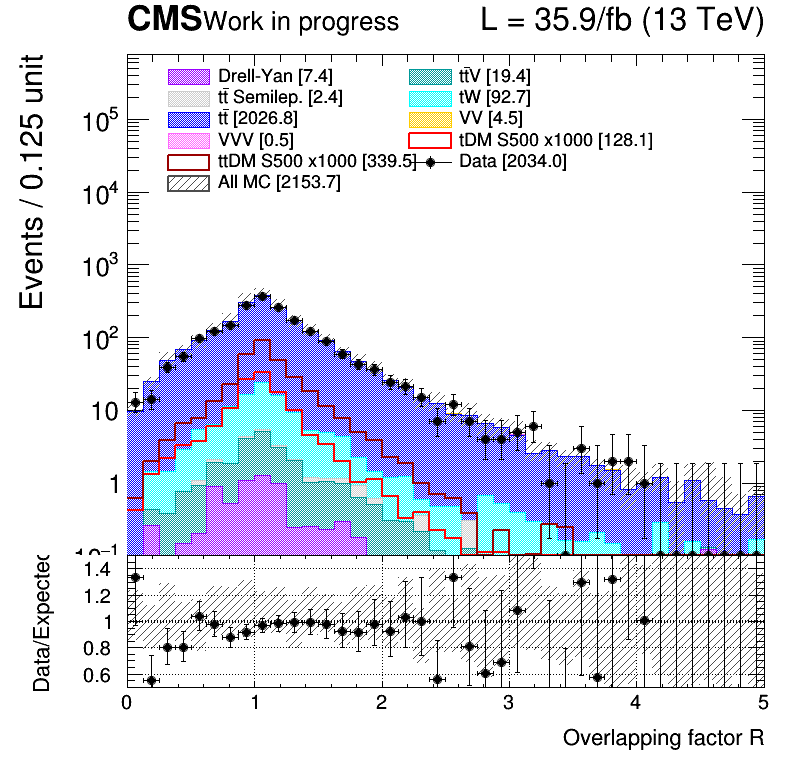 CMS Work in progress L = 35.9/fb (13 TeV)
Events / 0.125 unit
Drell-Yan [7.4] tt̄V [19.4]
tt̄ Semilep. [2.4] tW [92.7]
tt̄ [2026.8] VV [4.5]
VVV [0.5] tDM S500 x1000 [128.1]
ttDM S500 x1000 [339.5] Data [2034.0]
All MC [2153.7]
10⁵
10⁴
10³
10²
10
1
10⁻¹
Data/Expected
1.4
1.2
1
0.8
0.6
0 1 2 3 4 5
Overlapping factor R